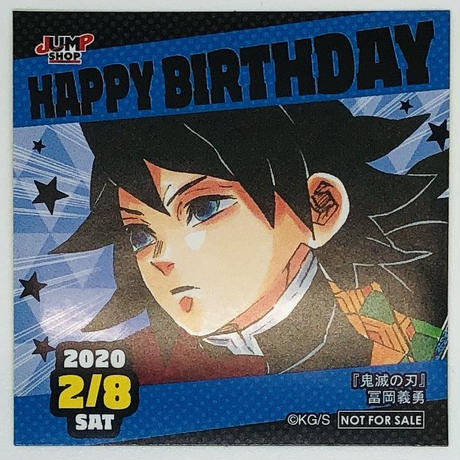 JUMP
SHOP
HAPPY BIRTHDAY
2020
2/8
SAT
『鬼滅の刃』
冨岡義勇
©KG/S NOT FOR SALE